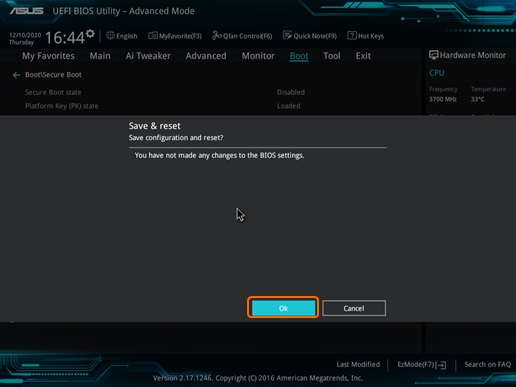 ASUS UEFI BIOS Utility – Advanced Mode
12/10/2020
Thursday
16:44
English
MyFavorite(F3)
Qfan Control(F6)
Quick Note(F9)
Hot Keys
My Favorites Main Ai Tweaker Advanced Monitor Boot Tool Exit
Hardware Monitor
Boot\Secure Boot
CPU
Secure Boot state Disabled
Frequency Temperature
3700 MHz 33°C
Platform Key (PK) state Loaded
Save & reset
Save configuration and reset?
You have not made any changes to the BIOS settings.
Ok Cancel
Last Modified EzMode(F7) Search on FAQ
Version 2.17.1246. Copyright (C) 2016 American Megatrends, Inc.